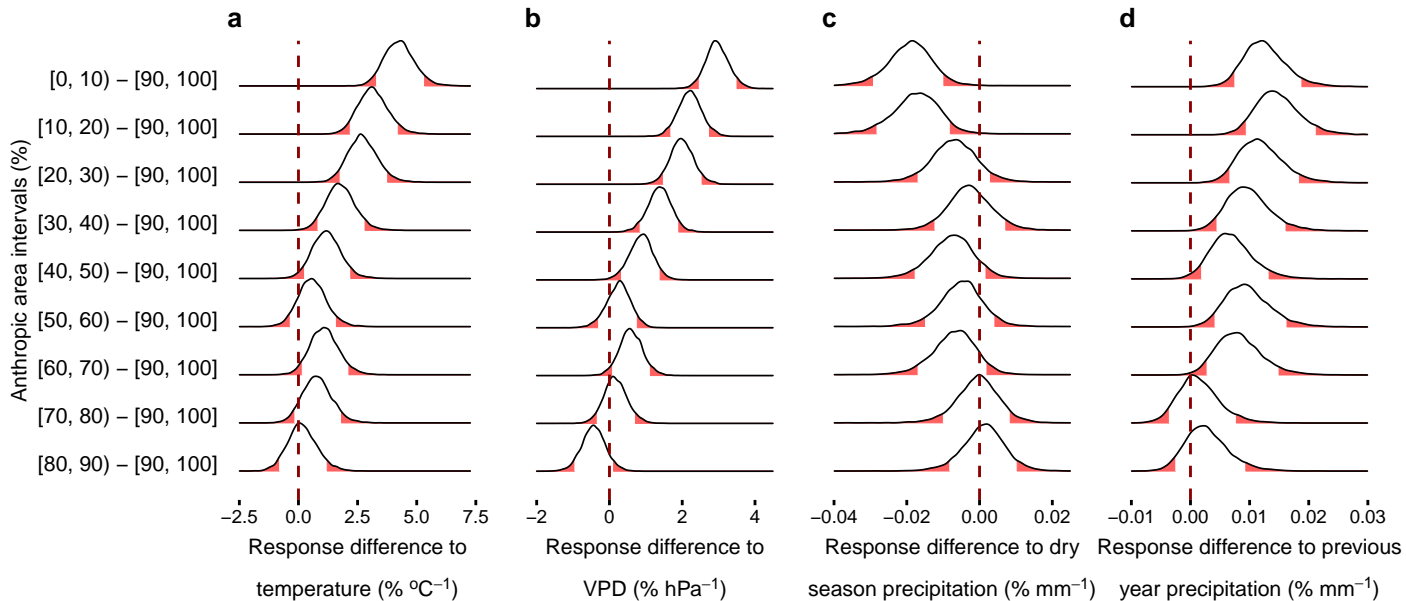 a b c d
Anthropic area intervals (%)
[0, 10) − [90, 100]
[10, 20) − [90, 100]
[20, 30) − [90, 100]
[30, 40) − [90, 100]
[40, 50) − [90, 100]
[50, 60) − [90, 100]
[60, 70) − [90, 100]
[70, 80) − [90, 100]
[80, 90) − [90, 100]
−2.5 0.0 2.5 5.0 7.5
Response difference to
temperature (% ºC⁻¹)
−2 0 2 4
Response difference to
VPD (% hPa⁻¹)
−0.04 −0.02 0.00 0.02
Response difference to dry
season precipitation (% mm⁻¹)
−0.01 0.00 0.01 0.02 0.03
Response difference to previous
year precipitation (% mm⁻¹)